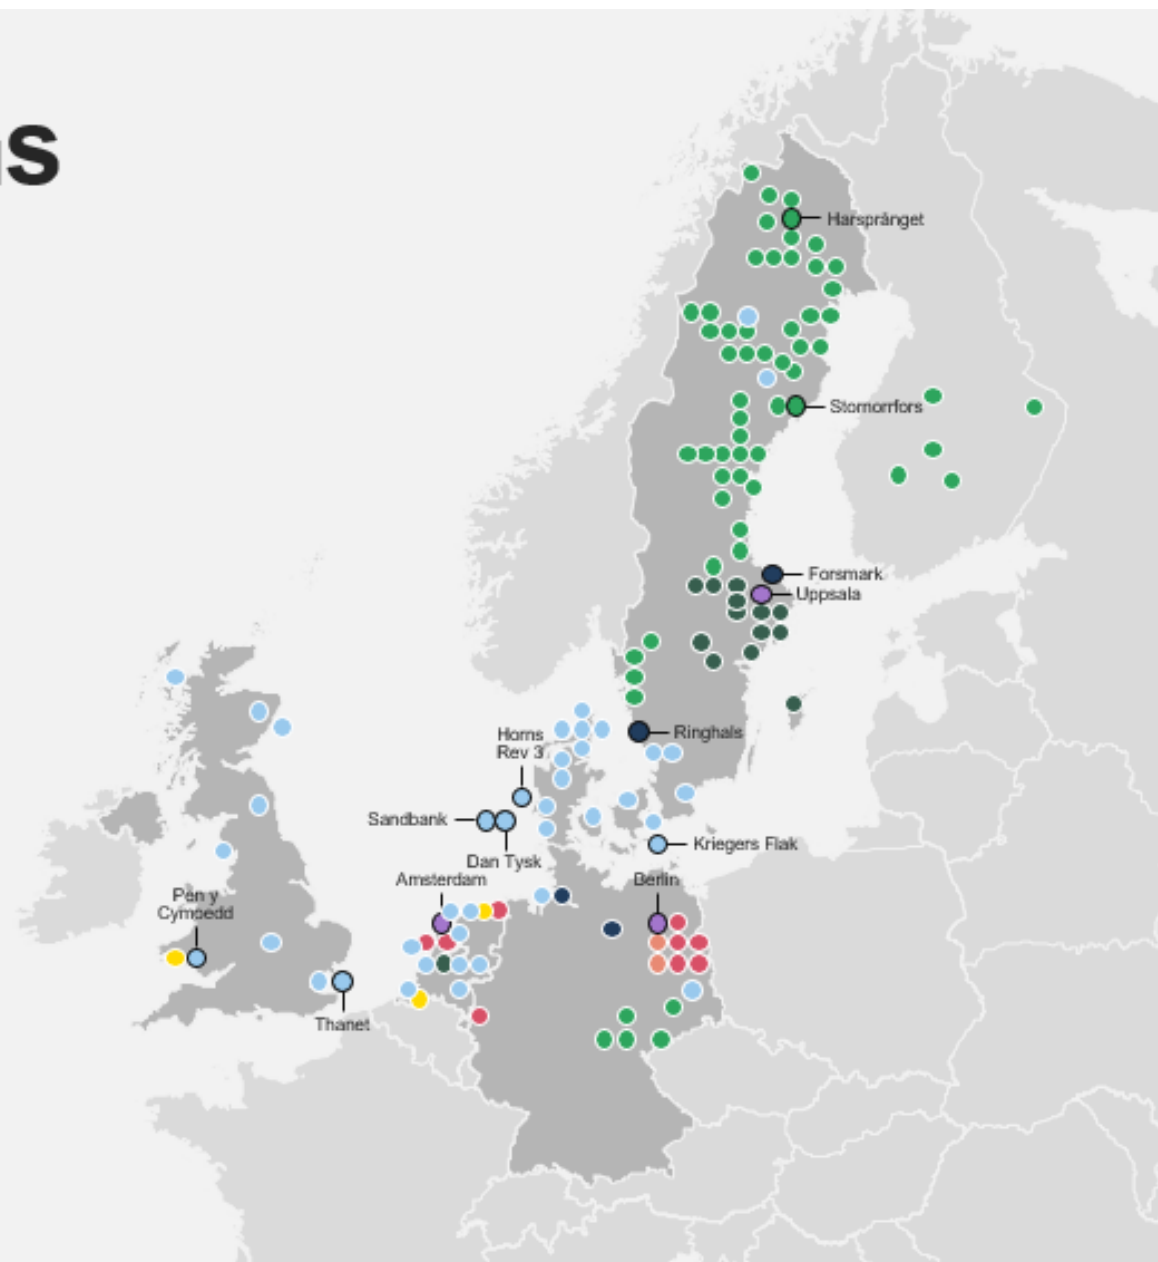 s
Harsprånget
Stornorrfors
Forsmark
Uppsala
Ringhals
Horns
Rev 3
Sandbank
Dan Tysk
Kriegers Flak
Amsterdam
Berlin
Pen y
Cymoedd
Thanet